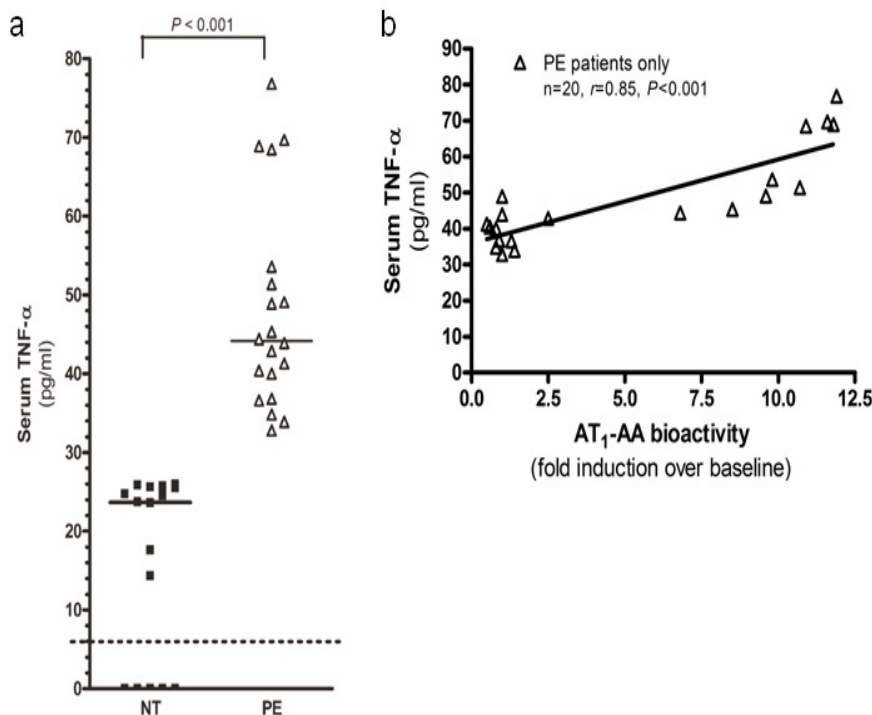 a
P < 0.001
Serum TNF-α
(pg/ml)
80
70
60
50
40
30
20
10
0
NT
PE
b
PE patients only
n=20, r=0.85, P<0.001
Serum TNF-α
(pg/ml)
90
80
70
60
50
40
30
20
10
0
0.0
2.5
5.0
7.5
10.0
12.5
AT₁-AA bioactivity
(fold induction over baseline)